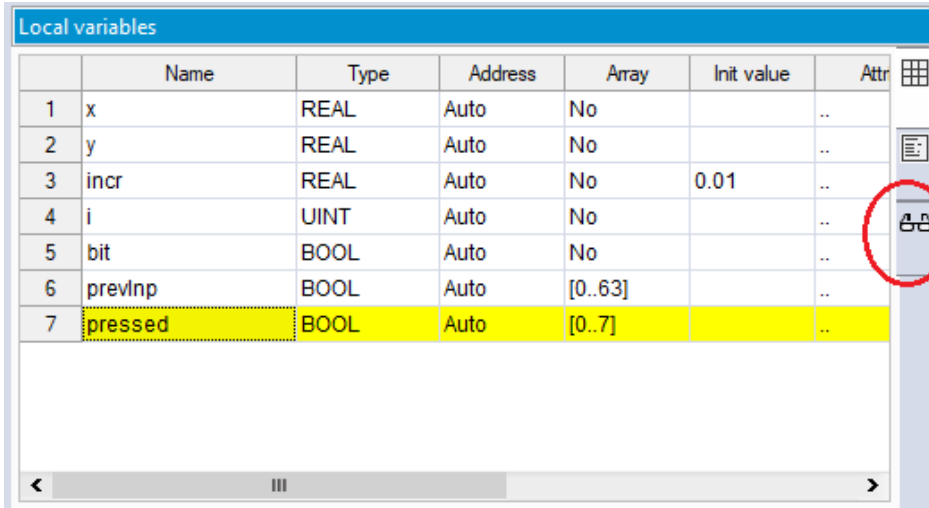 Local variables
Name Type Address Array Init value Attr
1 x REAL Auto No ..
2 y REAL Auto No ..
3 incr REAL Auto No 0.01 ..
4 i UINT Auto No ..
5 bit BOOL Auto No ..
6 prevInp BOOL Auto [0..63] ..
7 pressed BOOL Auto [0..7] ..